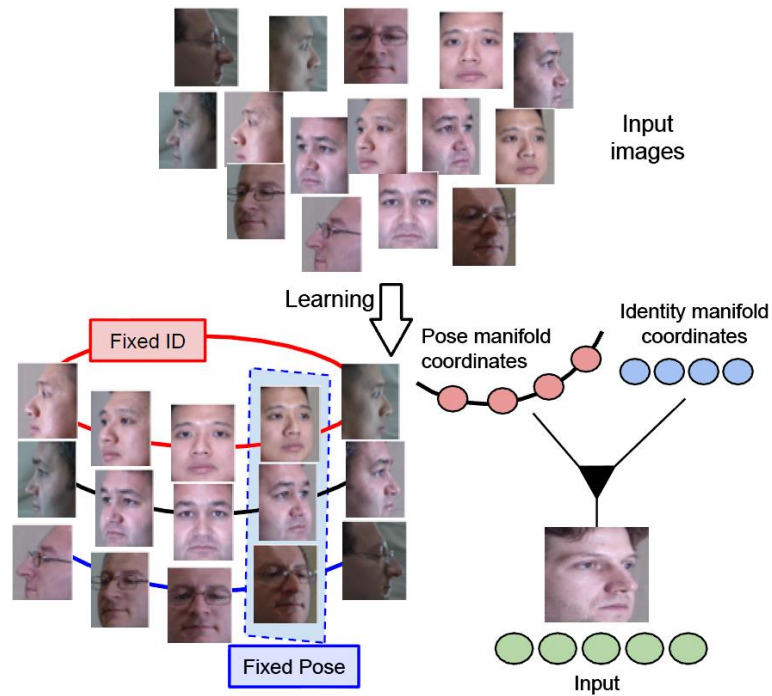 Input
images
Learning
Pose manifold
coordinates
Identity manifold
coordinates
Fixed ID
Fixed Pose
Input